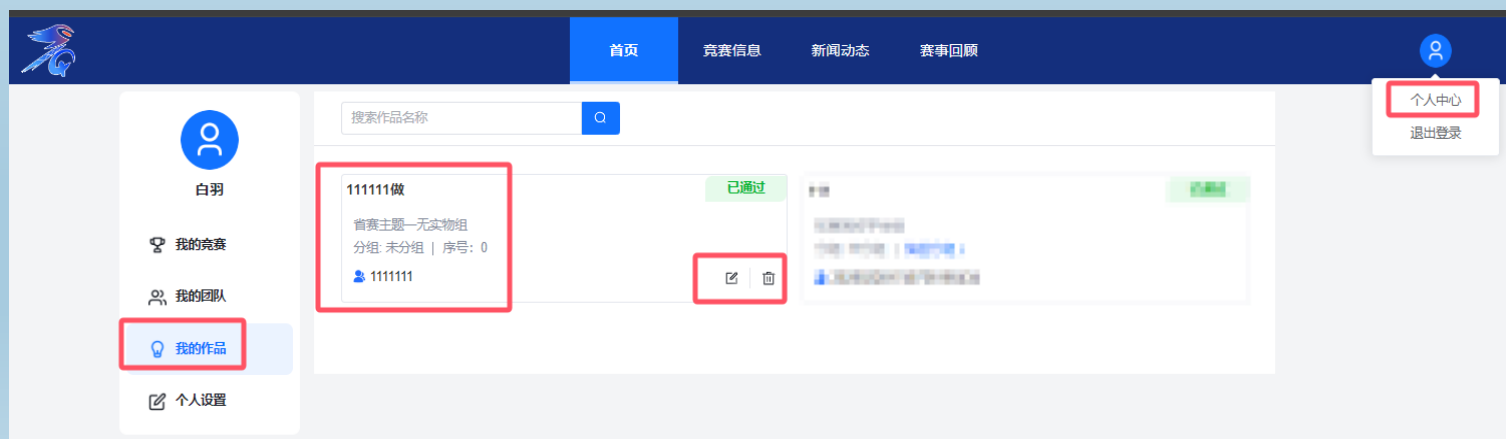 首页 竞赛信息 新闻动态 赛事回顾
个人中心
退出登录
白羽
我的竞赛
我的团队
我的作品
个人设置
搜索作品名称
111111做
已通过
省赛主题—无实物组
分组: 未分组 | 序号：0
1111111